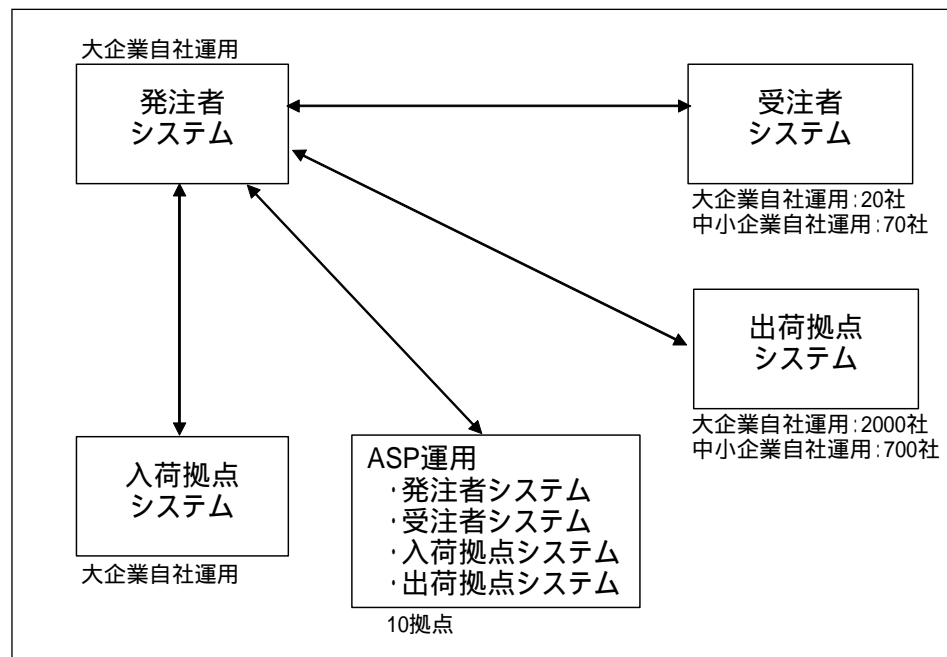 大企業自社運用
発注者
システム
受注者
システム
大企業自社運用：20社
中小企業自社運用：70社
出荷拠点
システム
大企業自社運用：2000社
中小企業自社運用：700社
入荷拠点
システム
大企業自社運用
ASP運用
・発注者システム
・受注者システム
・入荷拠点システム
・出荷拠点システム
10拠点